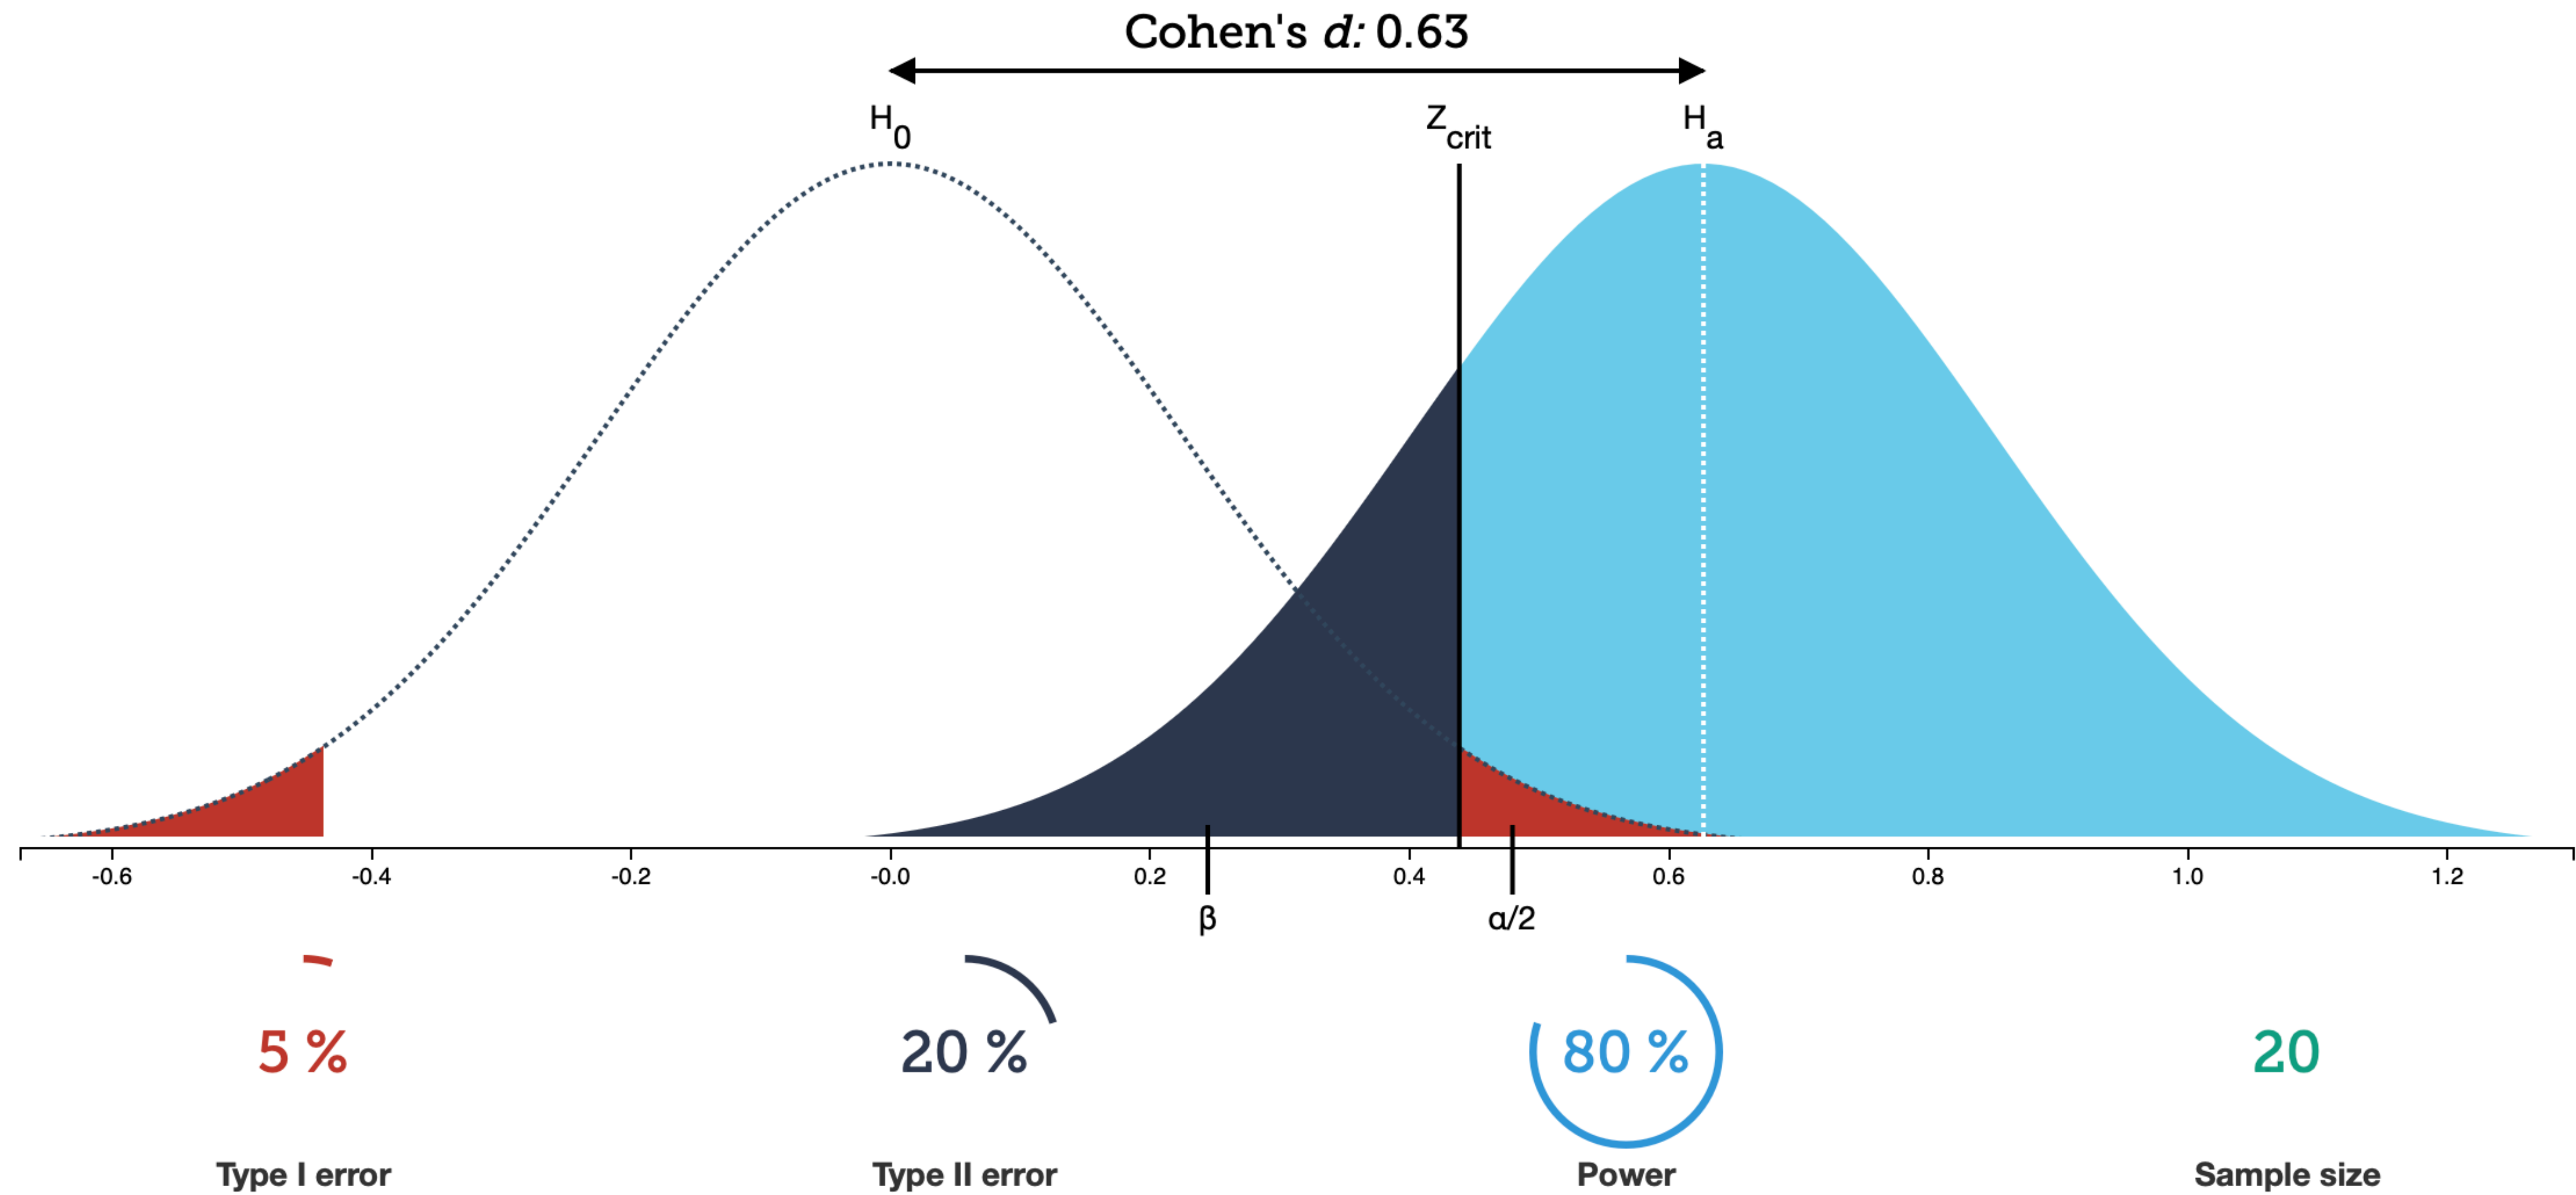 Cohen's d: 0.63
H0 Zcrit Ha
-0.6 -0.4 -0.2 -0.0 0.2 0.4 0.6 0.8 1.0 1.2
β α/2
5 % 20 % 80 % 20
Type I error Type II error Power Sample size